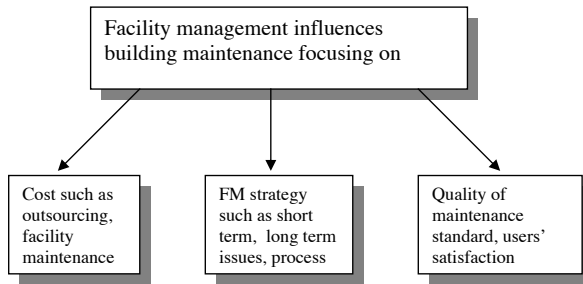 Facility management influences
building maintenance focusing on
Cost such as
outsourcing,
facility
maintenance
FM strategy
such as short
term,  long term
issues, process
Quality of
maintenance
standard, users'
satisfaction